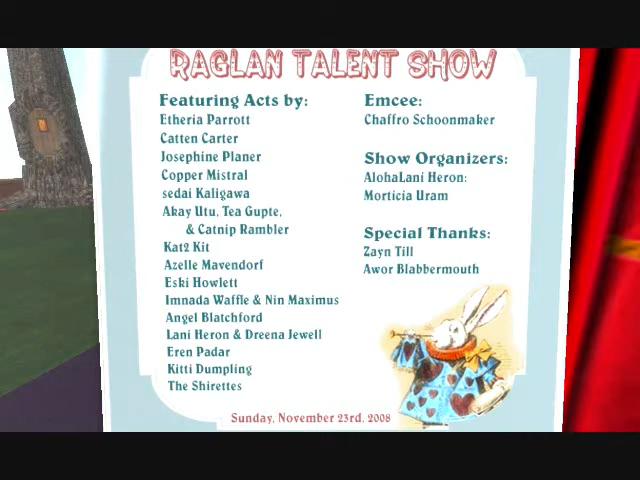 RAGLAN TALENT SHOW
Featuring Acts by:
Etheria Parrott
Catten Carter
Josephine Planer
Copper Mistral
sedai Kaligawa
Akay Utu, Tea Gupte,
& Catnip Rambler
Kat2 Kit
Azelle Mavendorf
Eski Howlett
Imnada Waffle & Nin Maximus
Angel Blatchford
Lani Heron & Dreena Jewell
Eren Padar
Kitti Dumpling
The Shirettes
Emcee:
Chaffro Schoonmaker
Show Organizers:
AlohaLani Heron:
Morticia Uram
Special Thanks:
Zayn Till
Awor Blabbermouth
Sunday, November 23rd, 2008